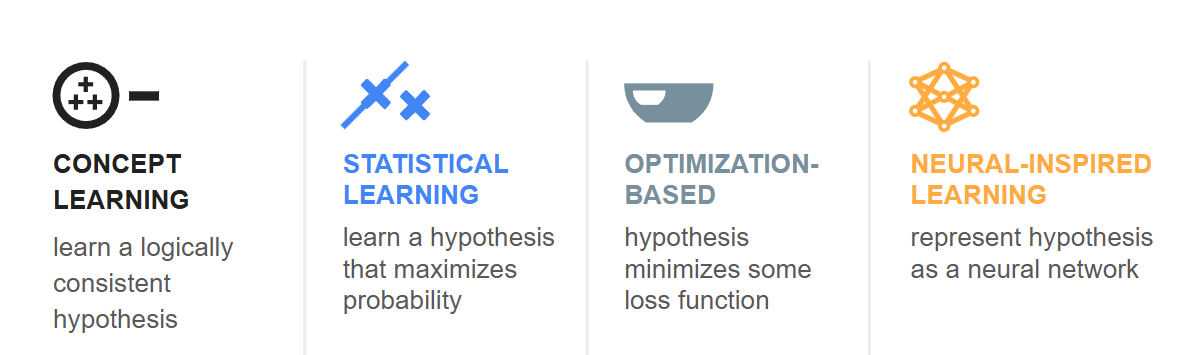 CONCEPT
LEARNING
learn a logically
consistent
hypothesis
STATISTICAL
LEARNING
learn a hypothesis
that maximizes
probability
OPTIMIZATION-
BASED
hypothesis
minimizes some
loss function
NEURAL-INSPIRED
LEARNING
represent hypothesis
as a neural network